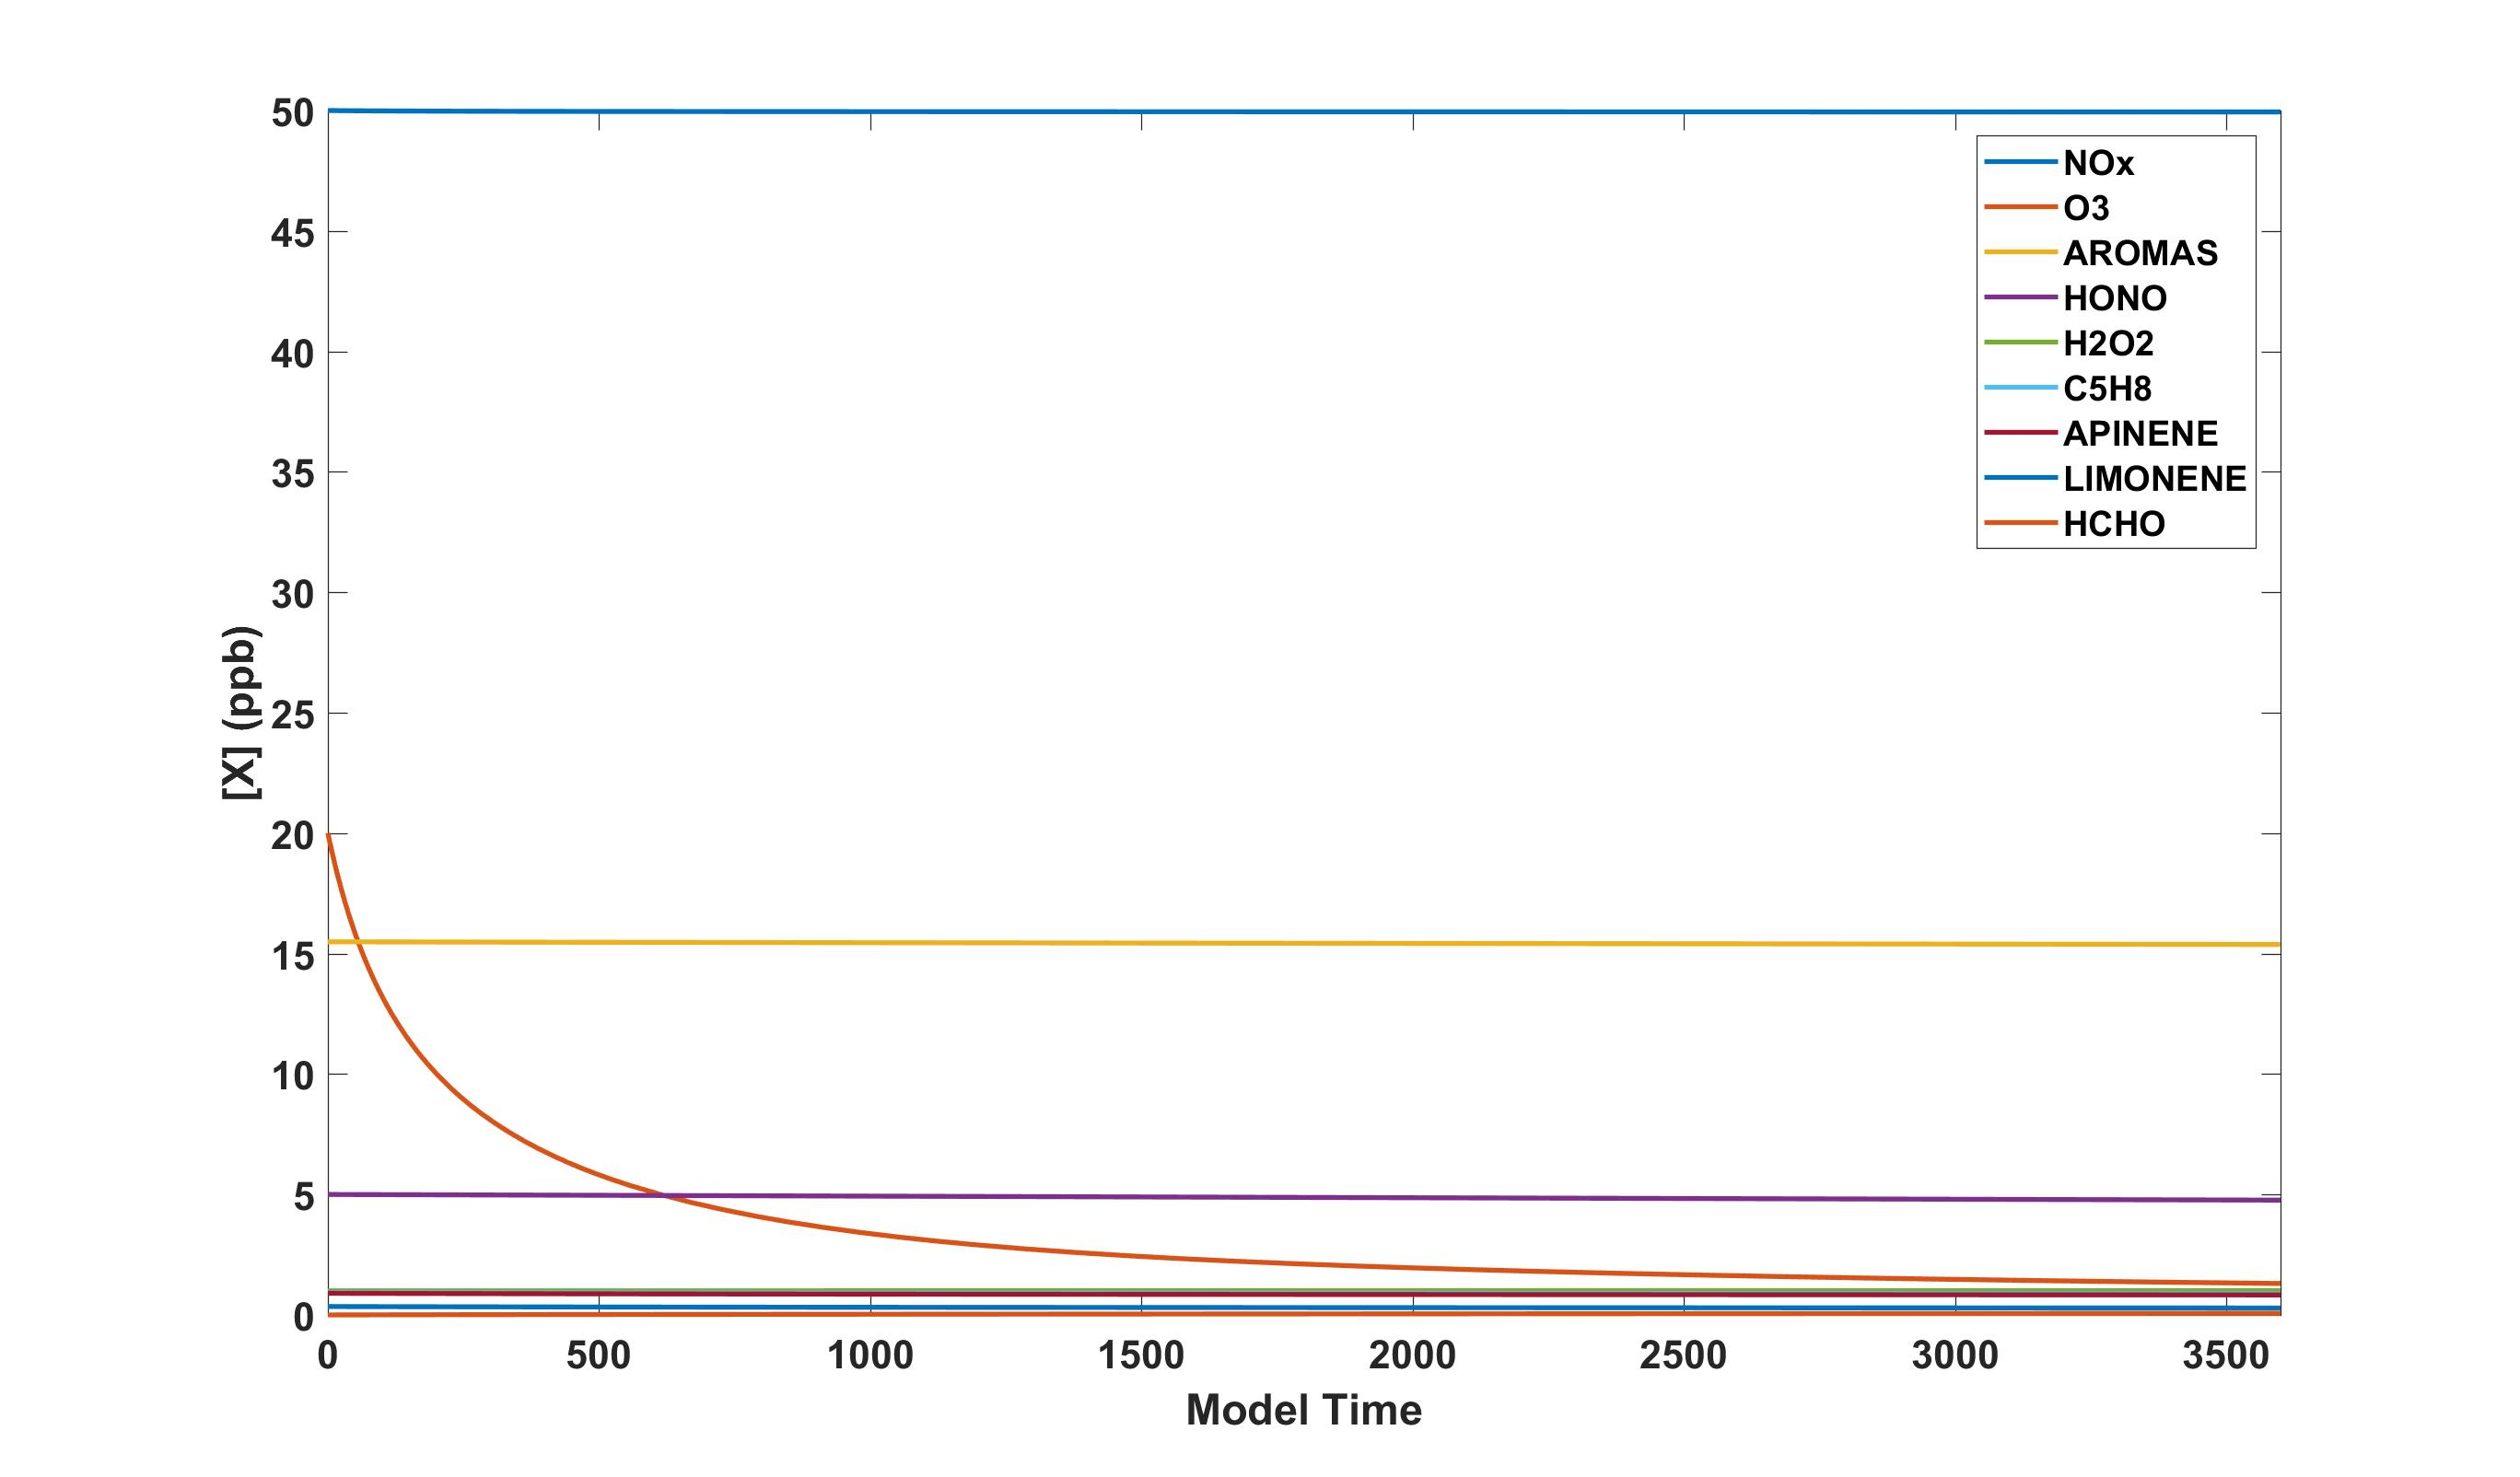 [X] (ppb)
50
45
40
35
30
25
20
15
10
5
0
NOx
O3
AROMAS
HONO
H2O2
C5H8
APINENE
LIMONENE
HCHO
0 500 1000 1500 2000 2500 3000 3500
Model Time